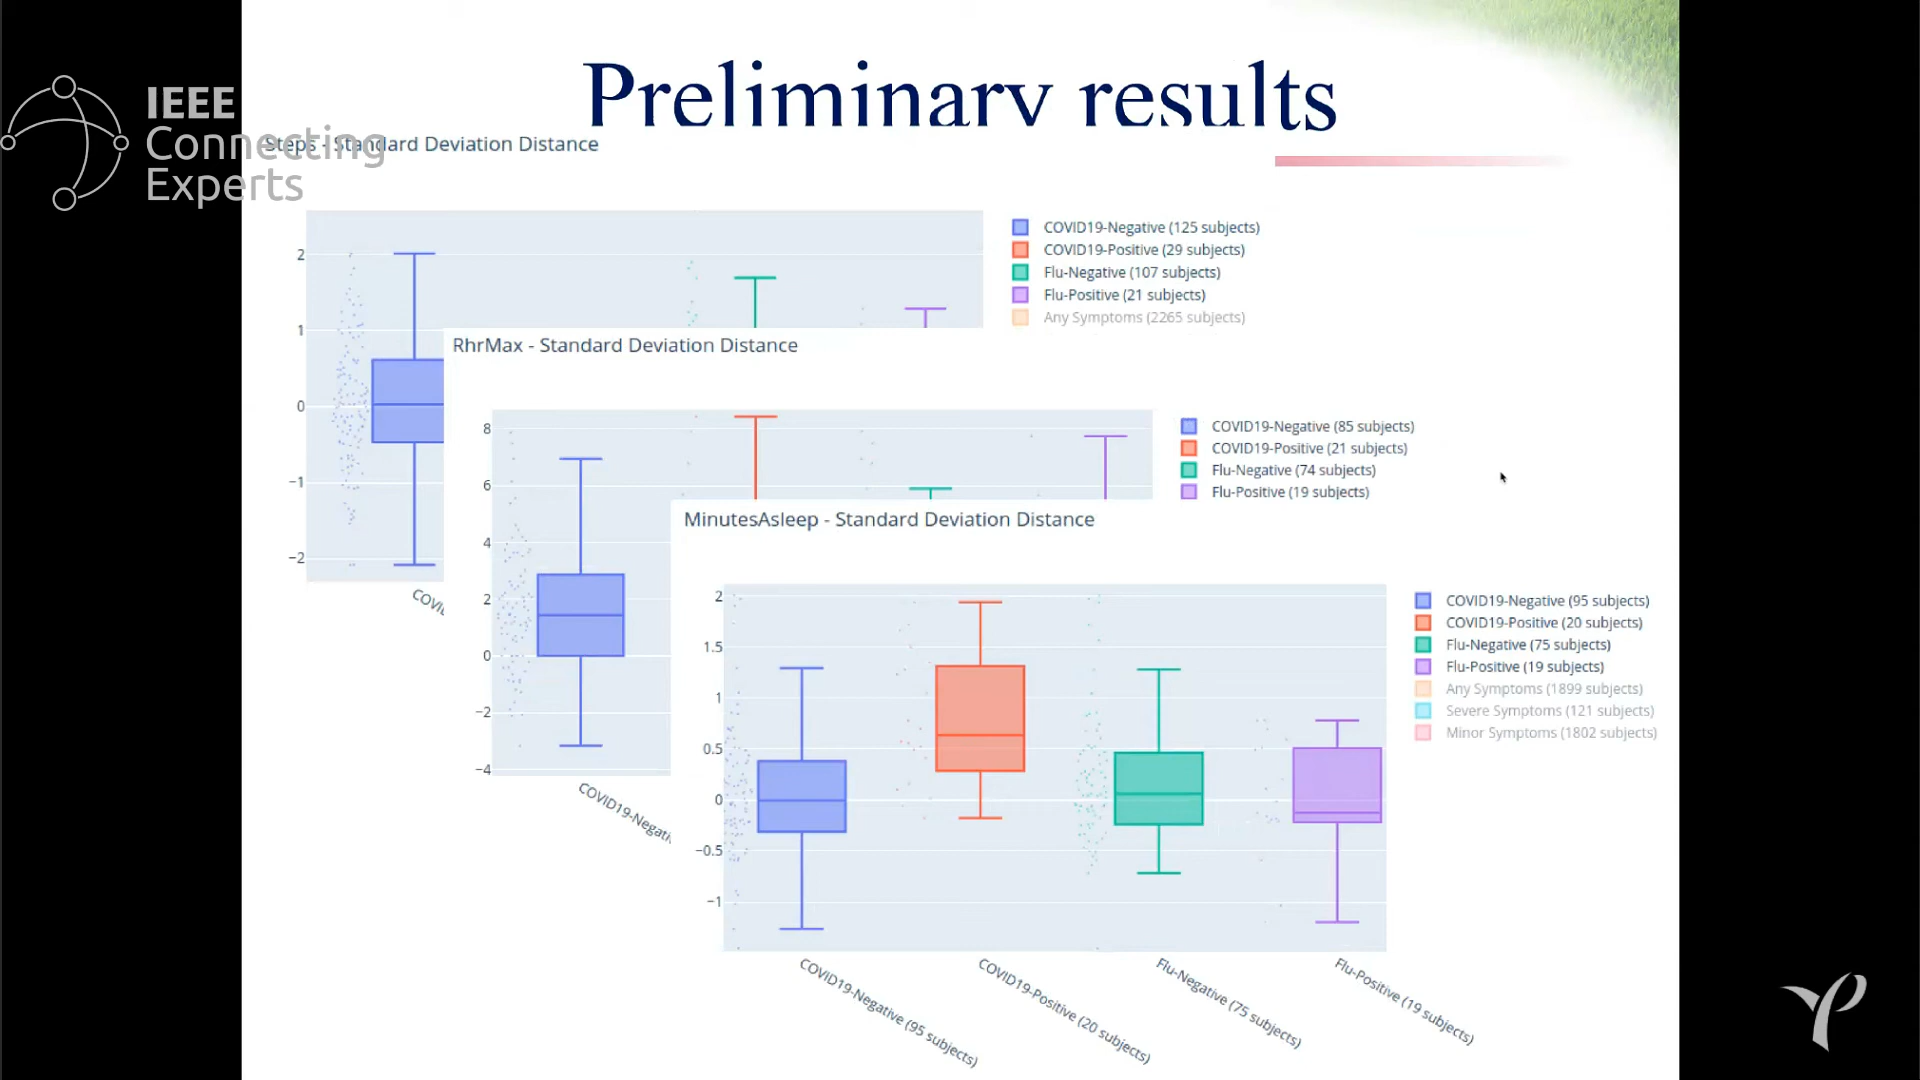 Preliminary results
IEEE
Connecting
Experts
Steps - Standard Deviation Distance
2
1
0
−1
−2
COVID19-Negative (125 subjects)
COVID19-Positive (29 subjects)
Flu-Negative (107 subjects)
Flu-Positive (21 subjects)
Any Symptoms (2265 subjects)
RhrMax - Standard Deviation Distance
8
6
4
2
0
−2
−4
COVID19-Negati
COVID19-Negative (85 subjects)
COVID19-Positive (21 subjects)
Flu-Negative (74 subjects)
Flu-Positive (19 subjects)
MinutesAsleep - Standard Deviation Distance
2
1.5
1
0.5
0
−0.5
−1
COVID19-Negative (95 subjects)
COVID19-Positive (20 subjects)
Flu-Negative (75 subjects)
Flu-Positive (19 subjects)
COVID19-Negative (95 subjects)
COVID19-Positive (20 subjects)
Flu-Negative (75 subjects)
Flu-Positive (19 subjects)
Any Symptoms (1899 subjects)
Severe Symptoms (121 subjects)
Minor Symptoms (1802 subjects)